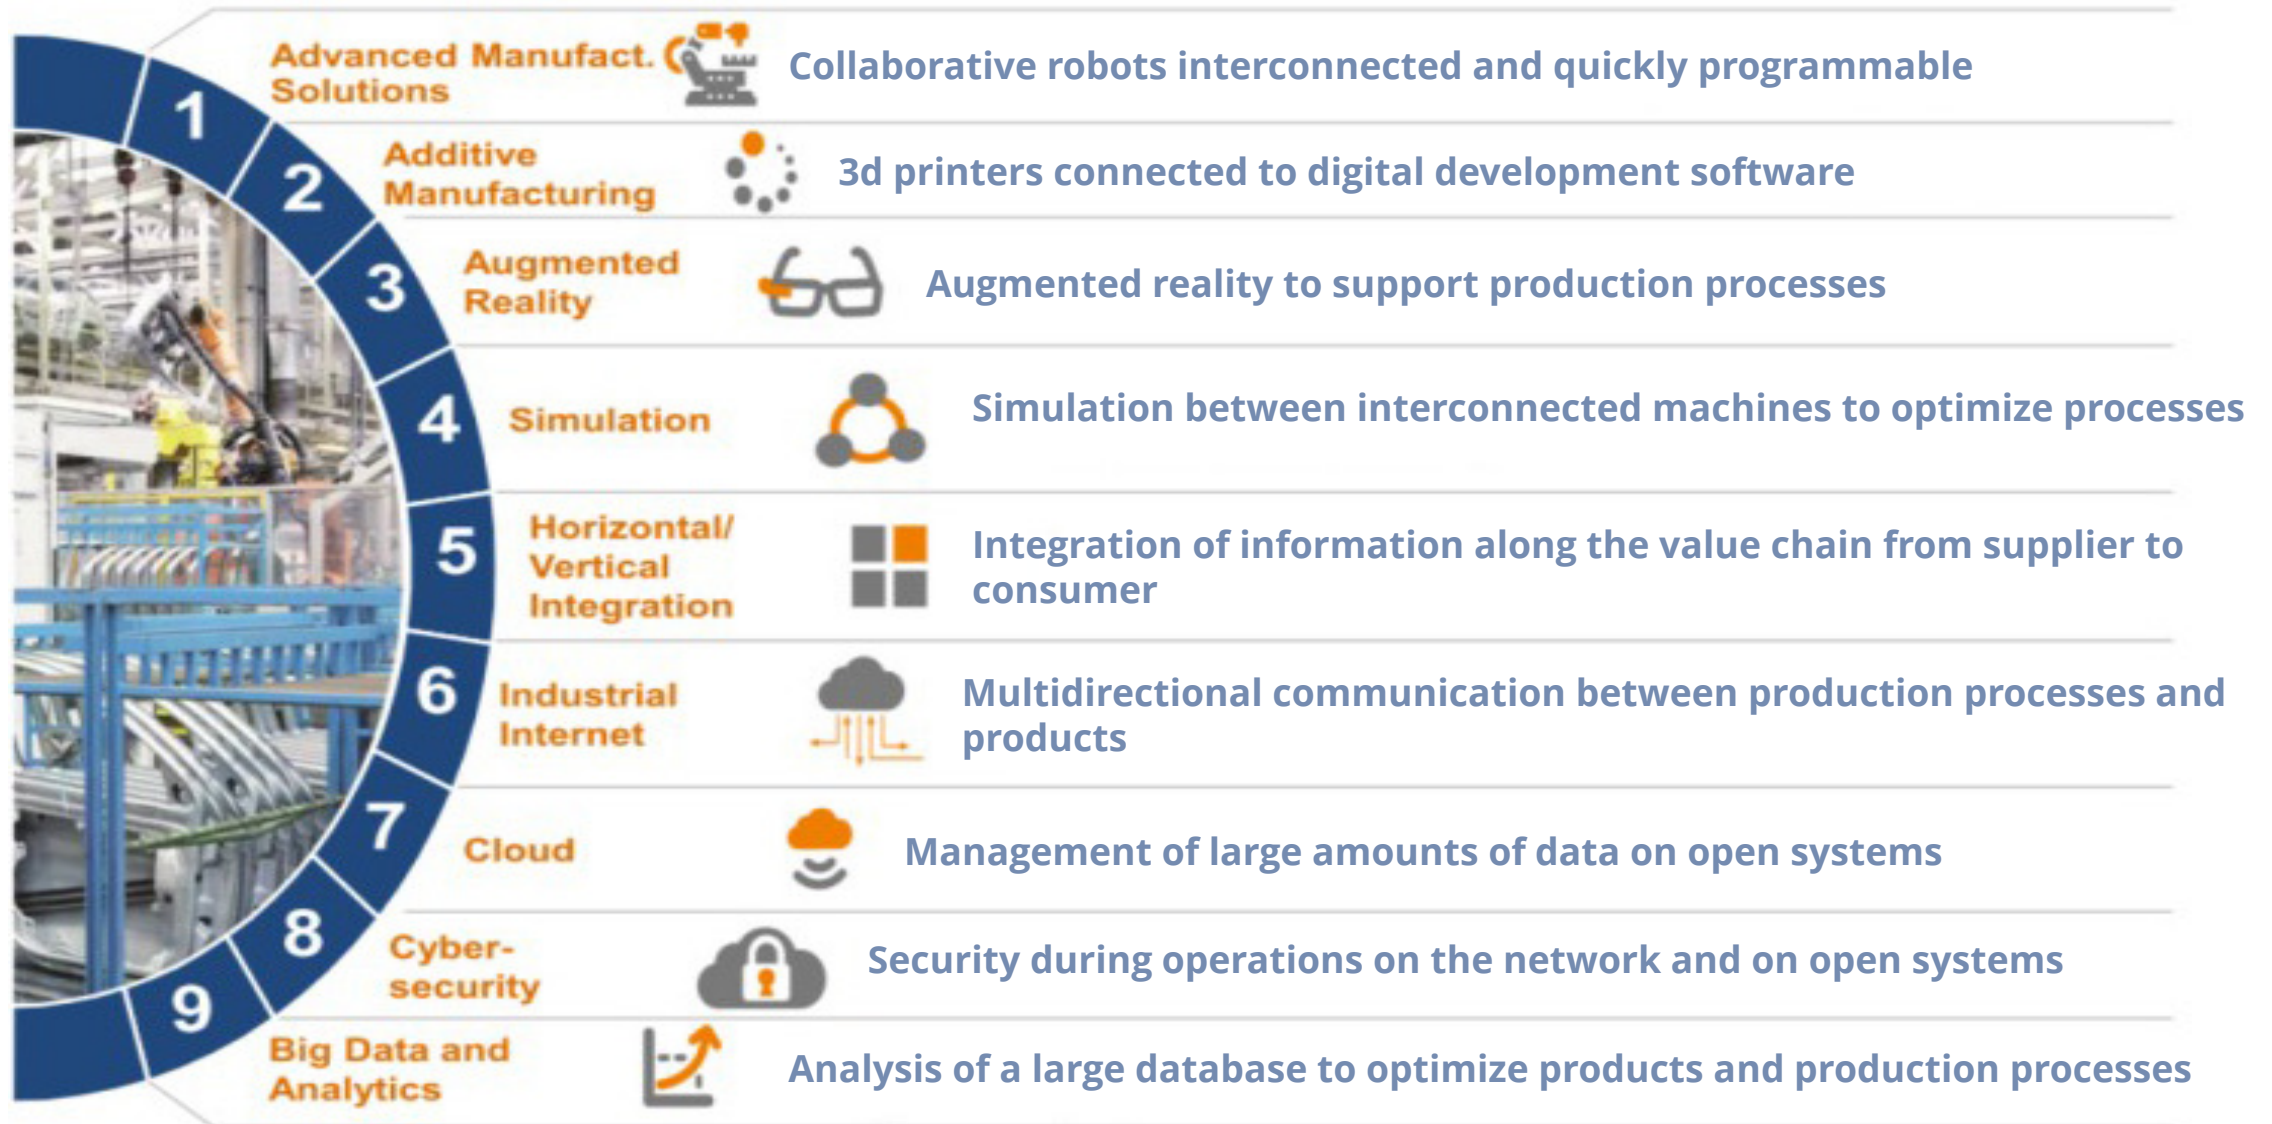 1
Advanced Manufact.
Solutions
Collaborative robots interconnected and quickly programmable
2
Additive
Manufacturing
3d printers connected to digital development software
3
Augmented
Reality
Augmented reality to support production processes
4
Simulation
Simulation between interconnected machines to optimize processes
5
Horizontal/
Vertical
Integration
Integration of information along the value chain from supplier to
consumer
6
Industrial
Internet
Multidirectional communication between production processes and
products
7
Cloud
Management of large amounts of data on open systems
8
Cyber-
security
Security during operations on the network and on open systems
9
Big Data and
Analytics
Analysis of a large database to optimize products and production processes